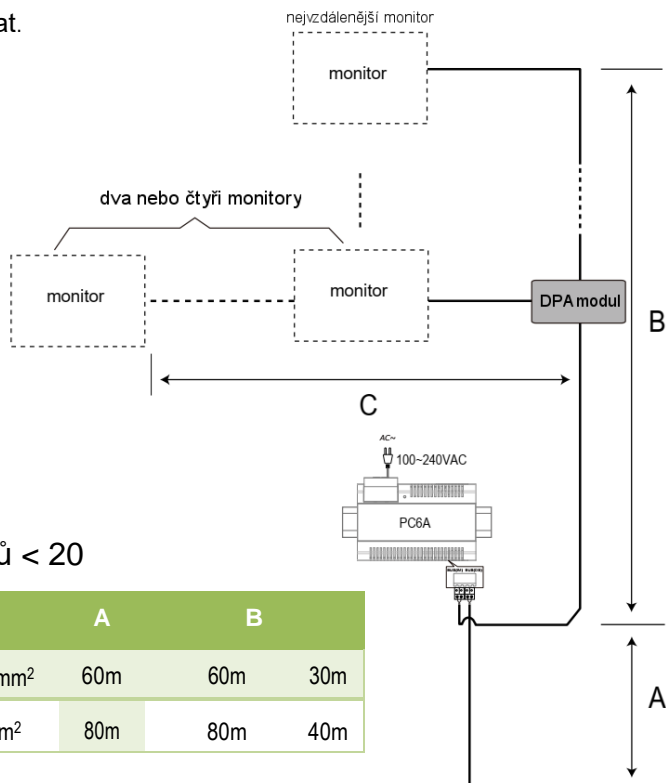 at.
nejvzdálenější monitor
monitor
dva nebo čtyři monitory
monitor
monitor
DPA modul
B
C
AC~
100~240VAC
PC6A
ů < 20
A B
mm² 60m 60m 30m
m² 80m 80m 40m
A